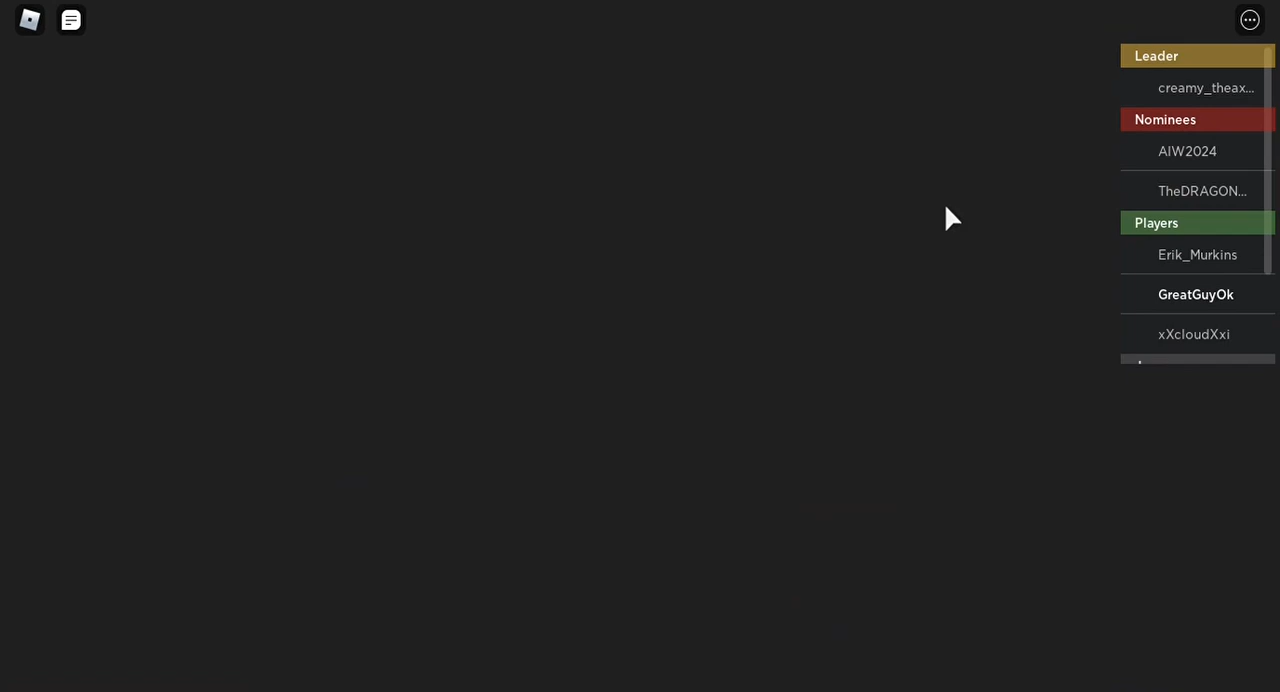 Leader
creamy_theax...
Nominees
AIW2024
TheDRAGON...
Players
Erik_Murkins
GreatGuyOk
xXcloudXxi